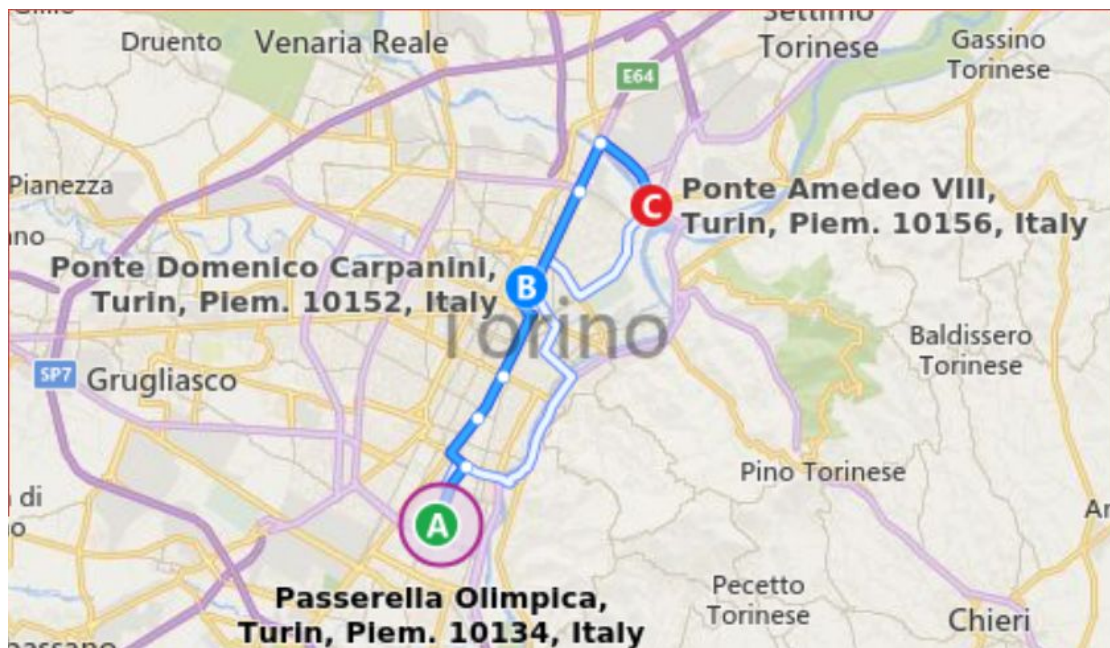 Settimo
Torinese
Druento
Venaria Reale
Gassino
Torinese
E64
Pianezza
Ponte Amedeo VIII,
Turin, Piem. 10156, Italy
C
Ponte Domenico Carpanini,
Turin, Piem. 10152, Italy
B
Torino
Baldissero
Torinese
SP7
Grugliasco
Pino Torinese
A
Passerella Olimpica,
Turin, Piem. 10134, Italy
Pecetto
Torinese
Chieri